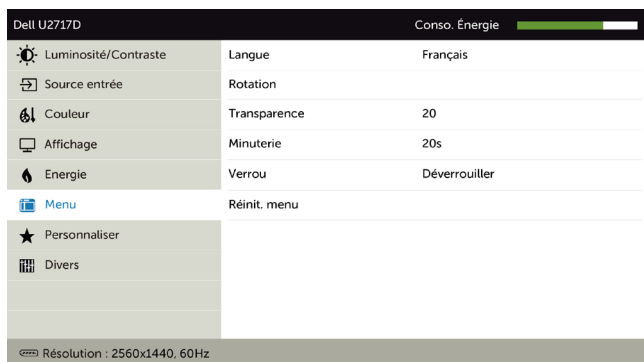 Dell U2717D Conso. Énergie
Luminosité/Contraste Langue Français
Source entrée Rotation
Couleur Transparence 20
Affichage Minuterie 20s
Energie Verrou Déverrouiller
Menu Réinit. menu
Personnaliser
Divers
Résolution : 2560x1440, 60Hz